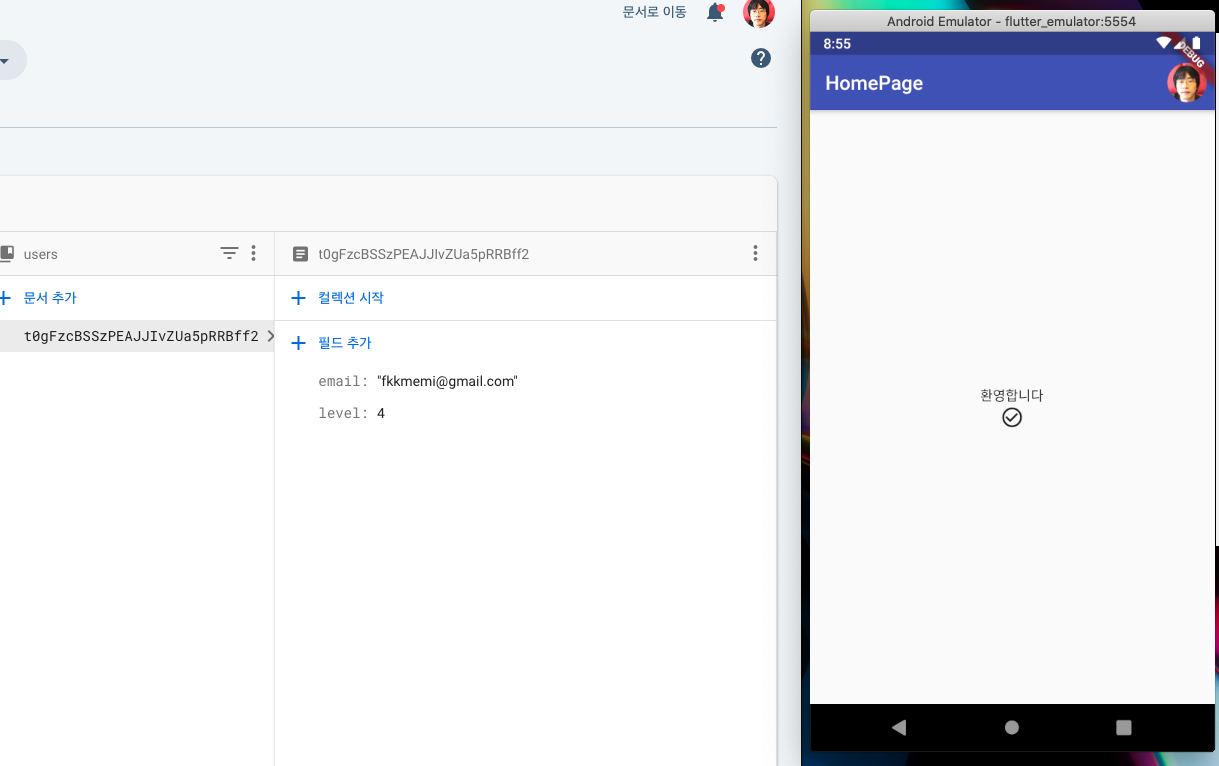 문서로 이동
users
t0gFzcBSSzPEAJJIvZUa5pRRBff2
문서 추가
컬렉션 시작
t0gFzcBSSzPEAJJIvZUa5pRRBff2
필드 추가
email: "fkkmemi@gmail.com"
level: 4
Android Emulator - flutter_emulator:5554
8:55
DEBUG
HomePage
환영합니다